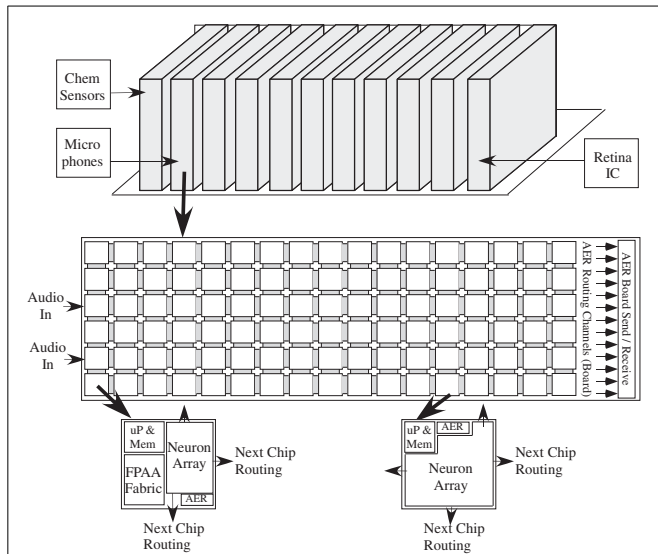 Chem
Sensors
Micro
phones
Retina
IC
Audio
In
Audio
In
AER Routing Channels (Board)
AER Board Send / Receive
uP &
Mem
Neuron
Array
FPAA
Fabric
AER
Next Chip
Routing
Next Chip
Routing
uP &
Mem
AER
Neuron
Array
Next Chip
Routing
Next Chip
Routing